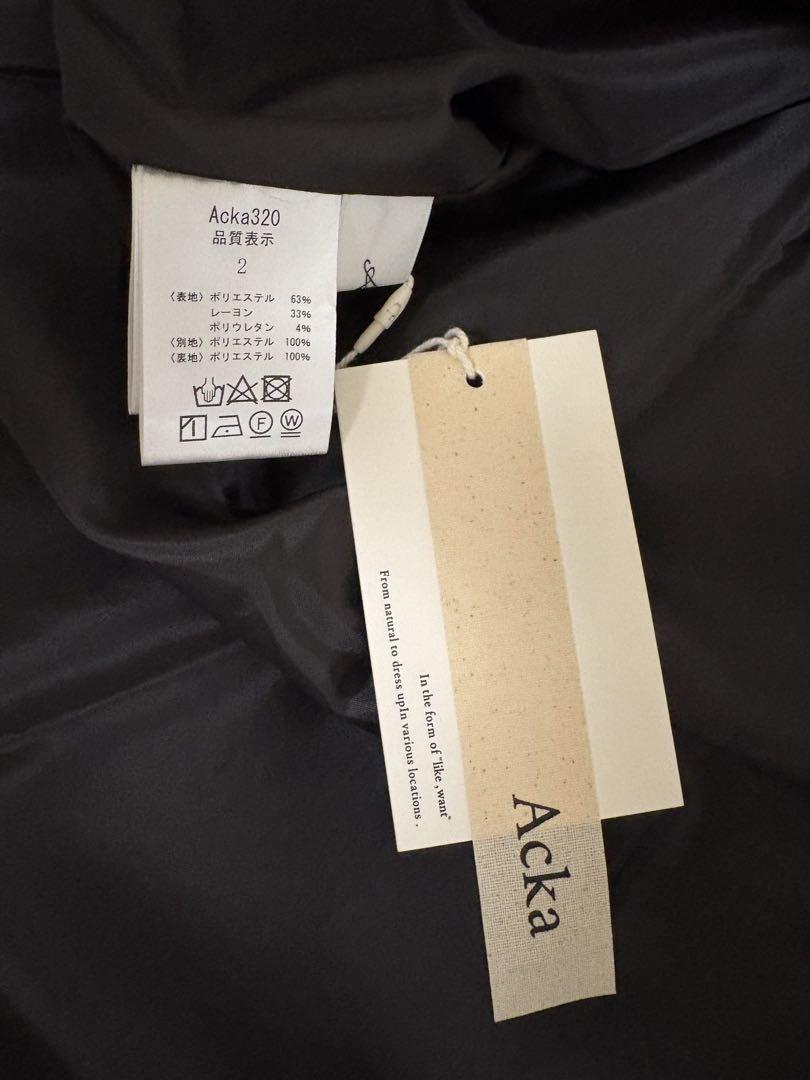 Acka320
品質表示
2
〈表地〉ポリエステル 63%
レーヨン 33%
ポリウレタン 4%
〈別地〉ポリエステル 100%
〈裏地〉ポリエステル 100%
F W
In the form of "like ,want"
From natural to dress upIn various locations .
Acka